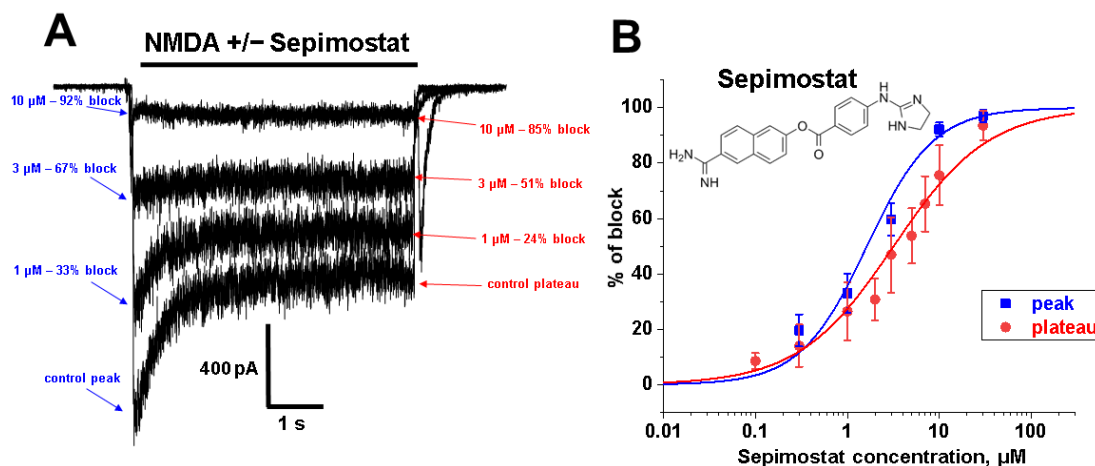 A
NMDA +/− Sepimostat
10 µM – 92% block
3 µM – 67% block
1 µM – 33% block
control peak
10 µM – 85% block
3 µM – 51% block
1 µM – 24% block
control plateau
400 pA
1 s
B
Sepimostat
H
N
N
HN
O
O
H₂N
NH
% of block
100
80
60
40
20
0
peak
plateau
0.01
0.1
1
10
100
Sepimostat concentration, µM